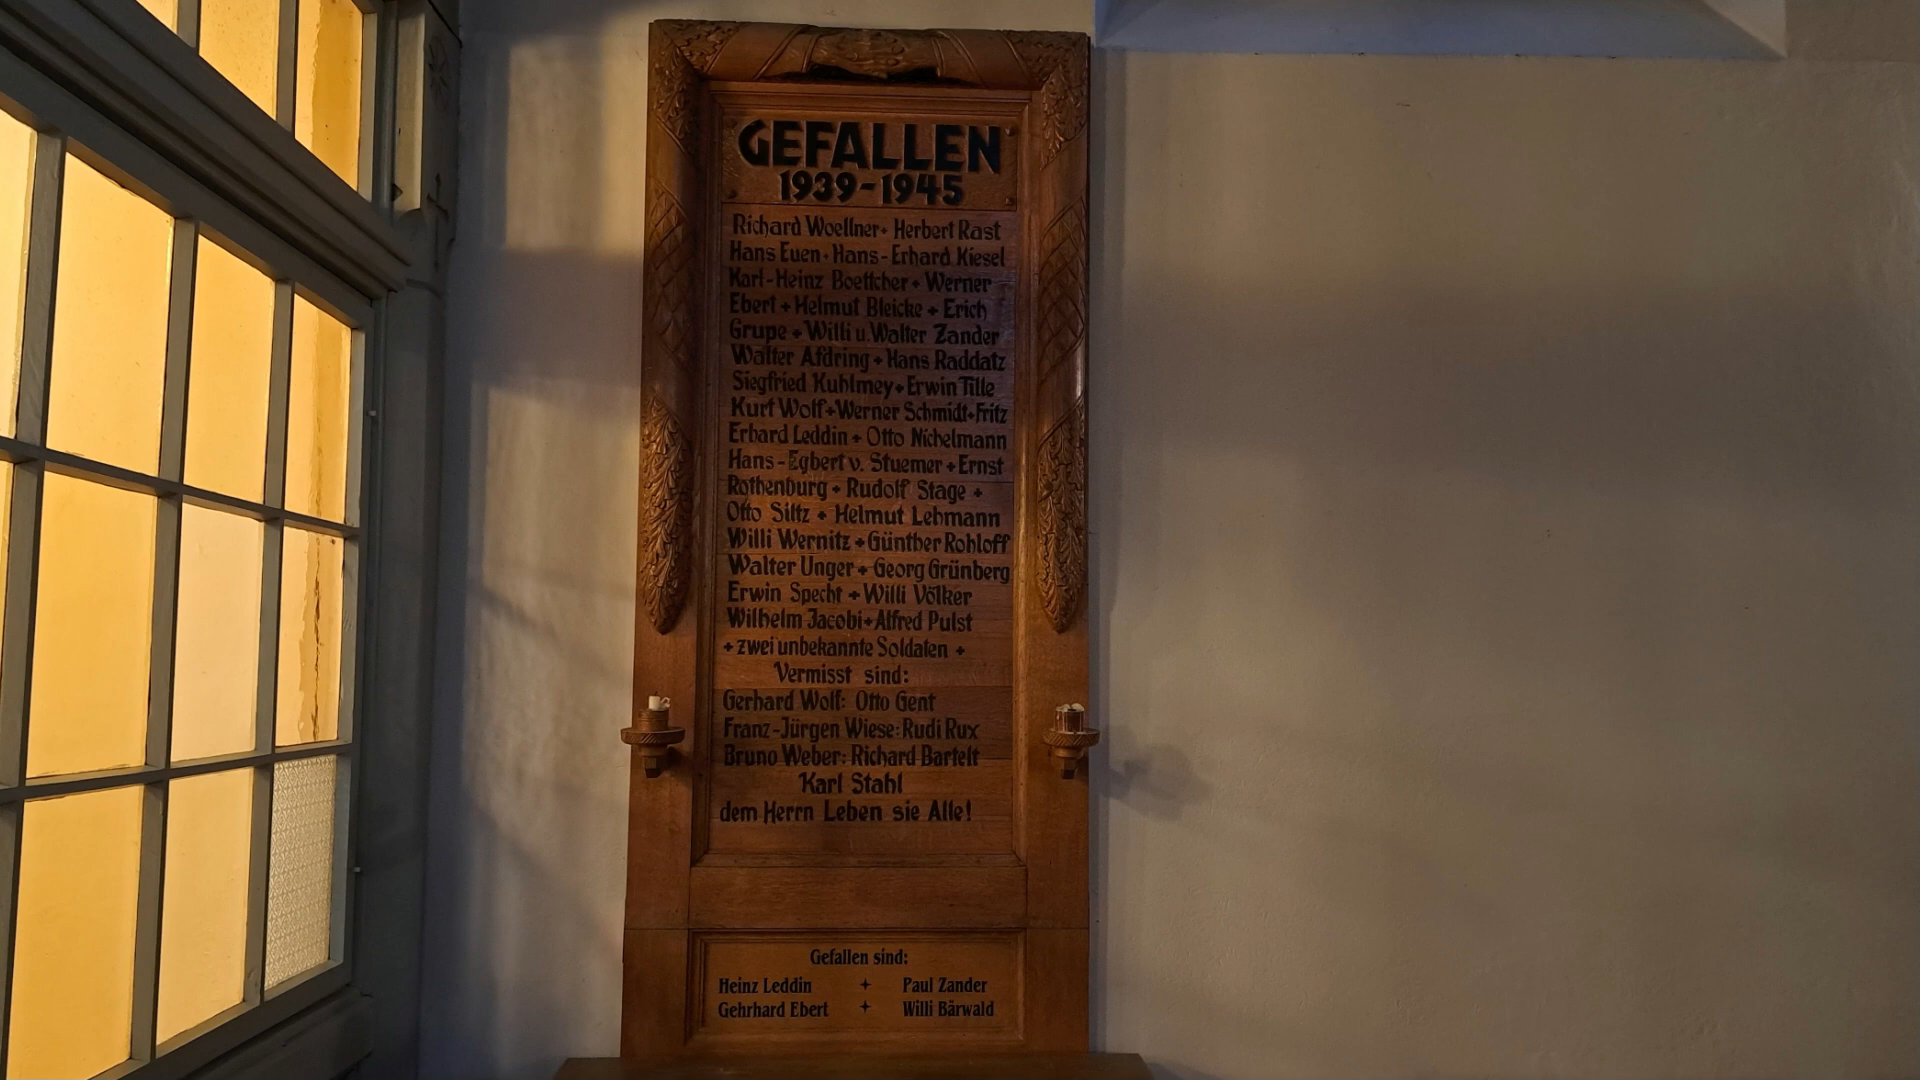 GEFALLEN
1939-1945
Richard Woellner + Herbert Rast
Hans Euen + Hans-Erhard Kiesel
Karl-Heinz Boettcher + Werner
Ebert + Helmut Bleicke + Erich
Grupe + Willi u. Walter Zander
Walter Afdring + Hans Raddatz
Siegfried Kuhlmey + Erwin Tille
Kurt Wolf + Werner Schmidt + Fritz
Erhard Leddin + Otto Nichelmann
Hans-Egbert v. Stuemer + Ernst
Rothenburg + Rudolf Stage +
Otto Siltz + Helmut Lehmann
Willi Wernitz + Günther Rohloff
Walter Unger + Georg Grünberg
Erwin Specht + Willi Völker
Wilhelm Jacobi + Alfred Pulst
+ zwei unbekannte Soldaten +
Vermisst sind:
Gerhard Wolf: Otto Gent
Franz-Jürgen Wiese: Rudi Rux
Bruno Weber: Richard Bartelt
Karl Stahl
dem Herrn Leben sie Alle!
Gefallen sind:
Heinz Leddin + Paul Zander
Gehrhard Ebert + Willi Bärwald